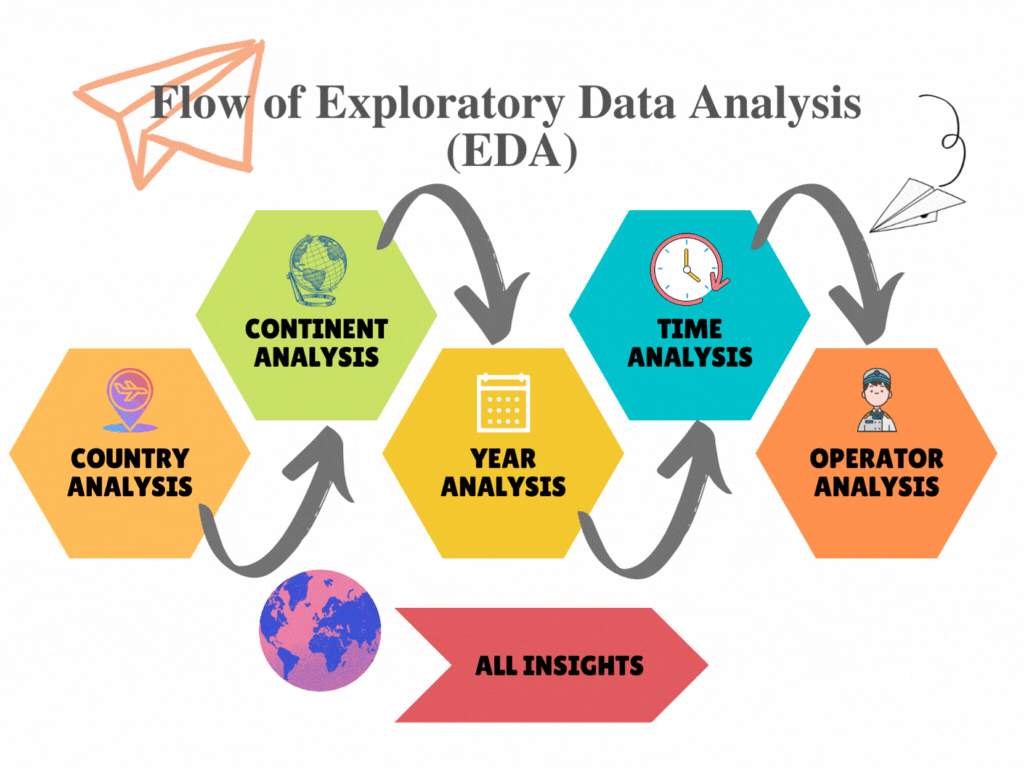 Flow of Exploratory Data Analysis
(EDA)
COUNTRY
ANALYSIS
CONTINENT
ANALYSIS
YEAR
ANALYSIS
TIME
ANALYSIS
OPERATOR
ANALYSIS
ALL INSIGHTS